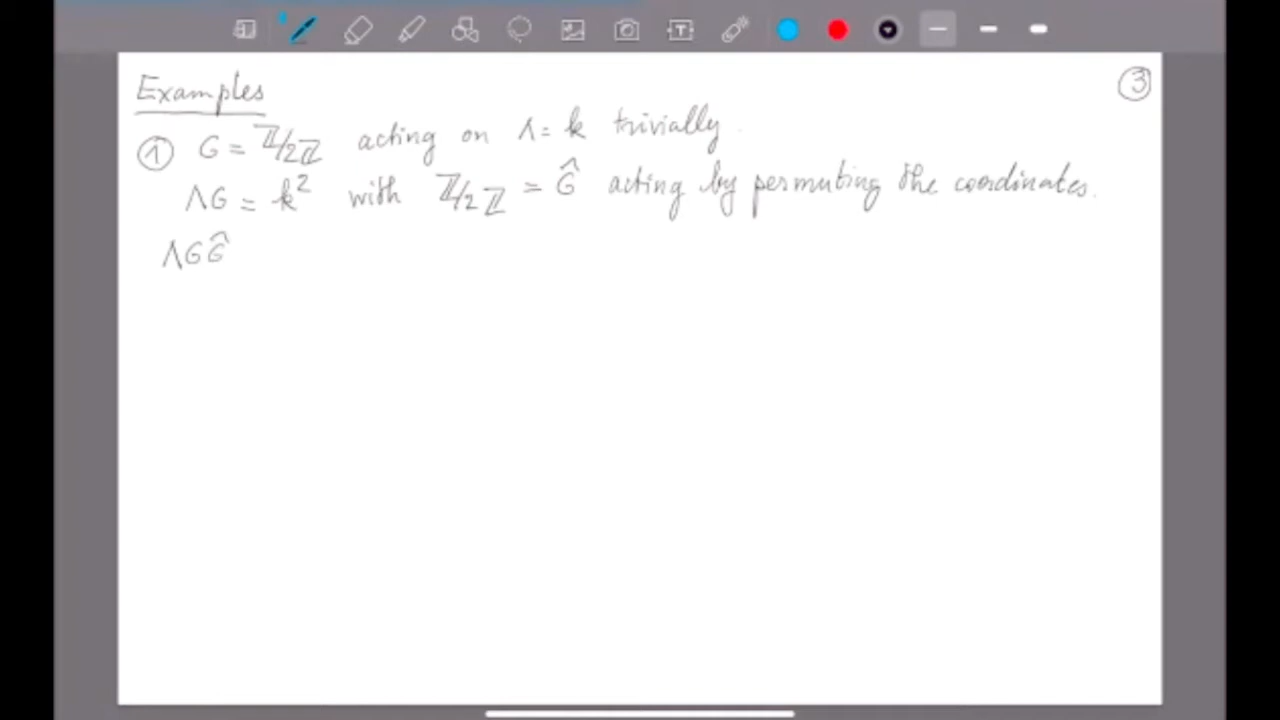 Examples
③
① G = ℤ/2ℤ acting on Λ = k trivially.
ΛG = k² with ℤ/2ℤ = Ĝ acting by permuting the coordinates.
ΛGĜ